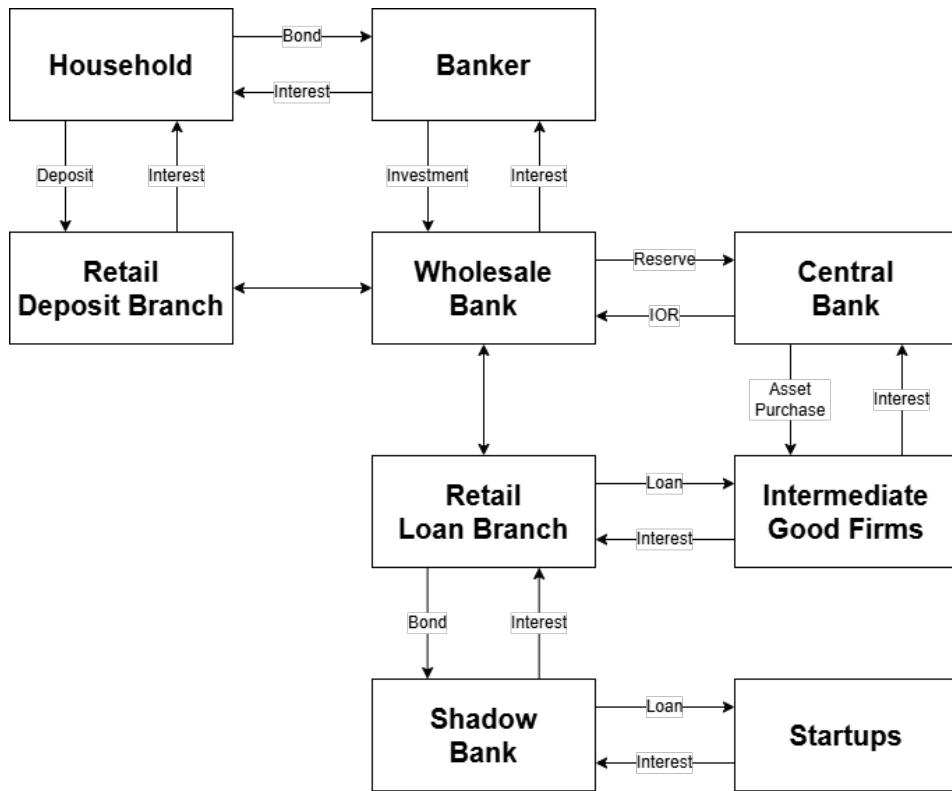 Household
Bond
Banker
Interest
Deposit
Interest
Investment
Interest
Retail
Deposit Branch
Wholesale
Bank
Reserve
IOR
Central
Bank
Asset
Purchase
Interest
Retail
Loan Branch
Loan
Interest
Intermediate
Good Firms
Bond
Interest
Shadow
Bank
Loan
Interest
Startups